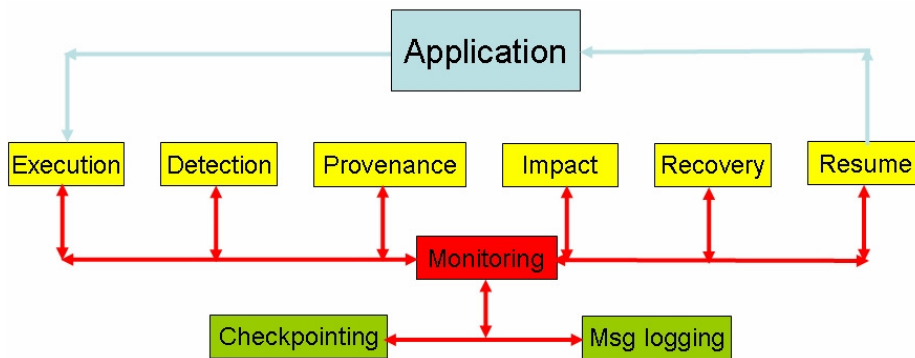 Application
Execution
Detection
Provenance
Impact
Recovery
Resume
Monitoring
Checkpointing
Msg logging